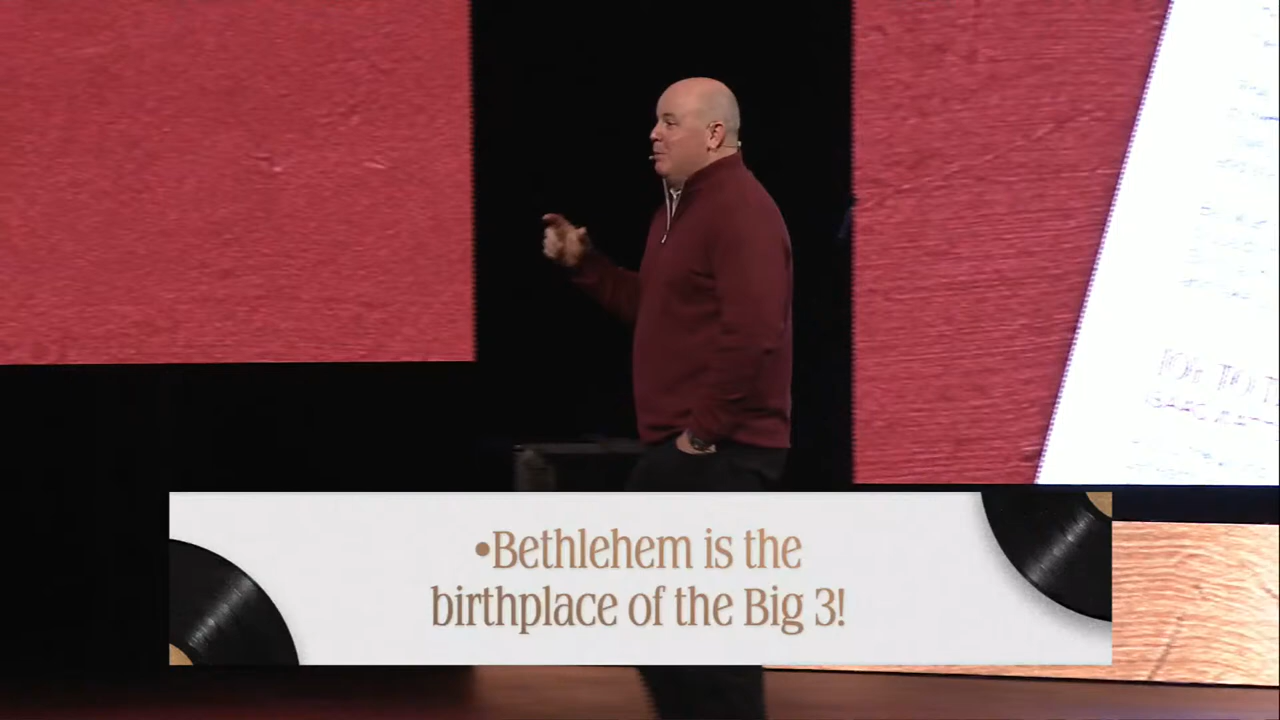 •Bethlehem is the
birthplace of the Big 3!